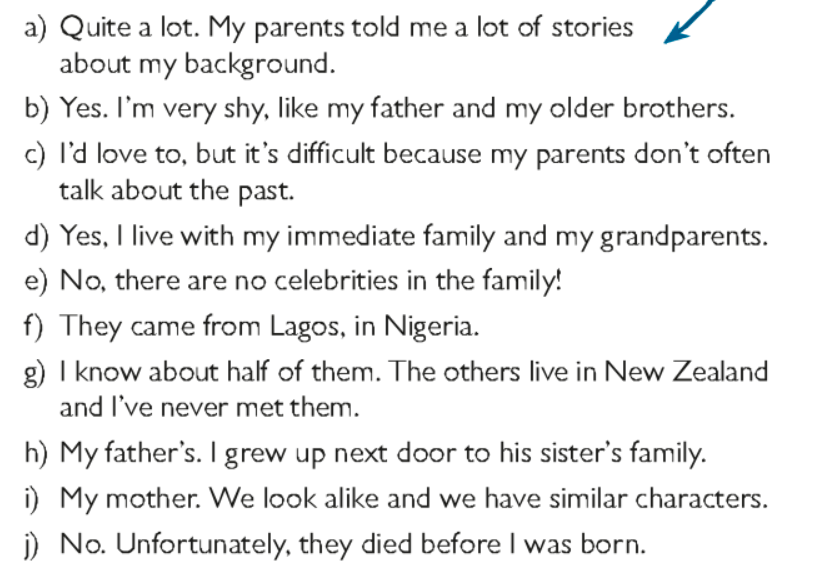 a) Quite a lot. My parents told me a lot of stories
about my background.
b) Yes. I'm very shy, like my father and my older brothers.
c) I'd love to, but it's difficult because my parents don't often
talk about the past.
d) Yes, I live with my immediate family and my grandparents.
e) No, there are no celebrities in the family!
f) They came from Lagos, in Nigeria.
g) I know about half of them. The others live in New Zealand
and I've never met them.
h) My father's. I grew up next door to his sister's family.
i) My mother. We look alike and we have similar characters.
j) No. Unfortunately, they died before I was born.